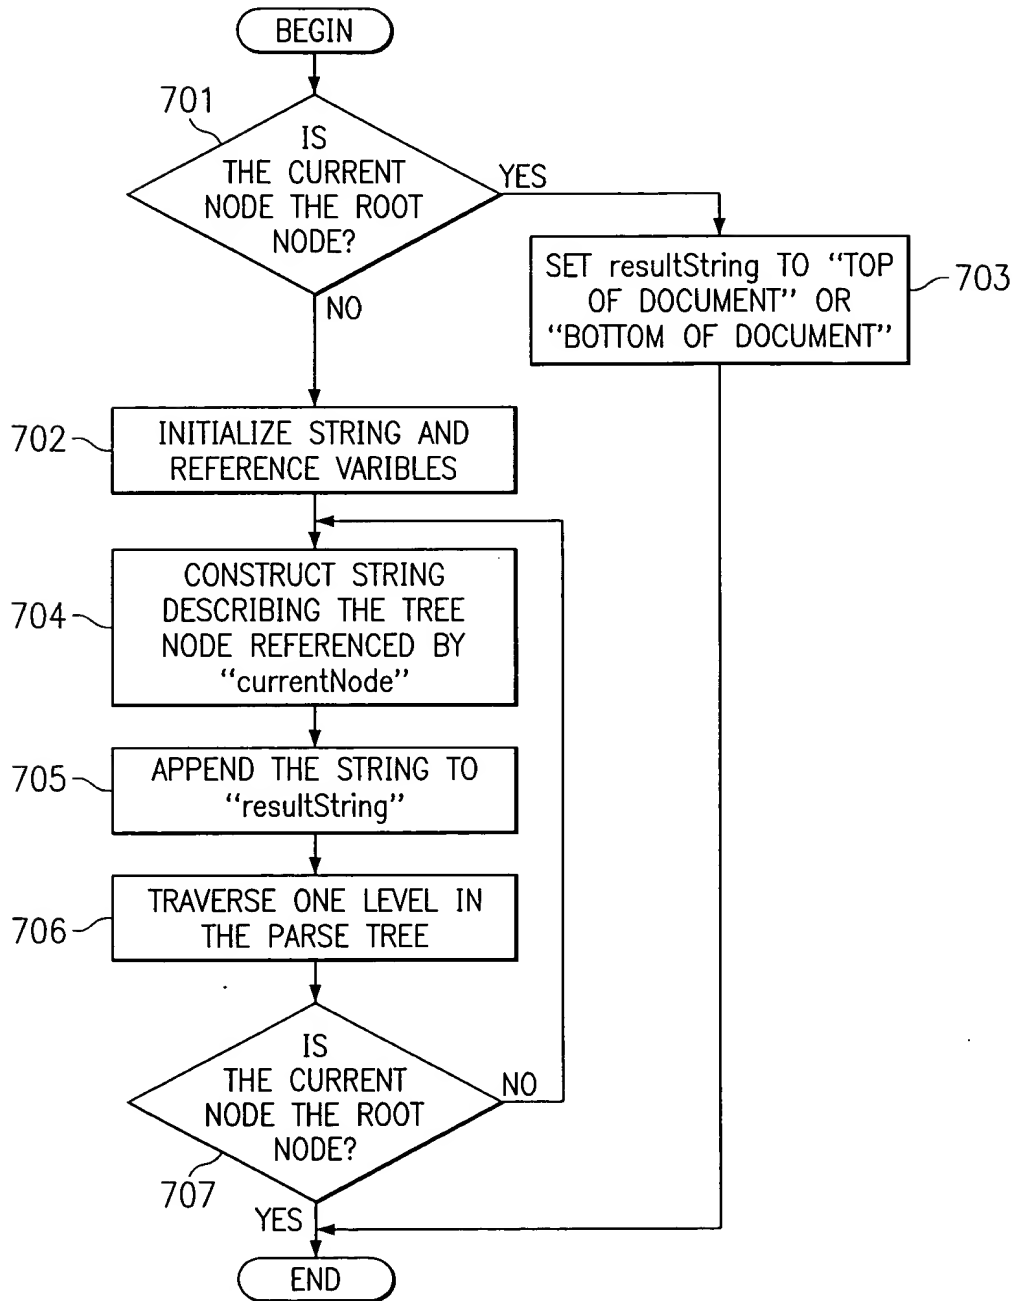 BEGIN
701
IS
THE CURRENT
NODE THE ROOT
NODE?
YES
NO
SET resultString TO “TOP
OF DOCUMENT” OR
“BOTTOM OF DOCUMENT”
703
702
INITIALIZE STRING AND
REFERENCE VARIBLES
704
CONSTRUCT STRING
DESCRIBING THE TREE
NODE REFERENCED BY
“currentNode”
705
APPEND THE STRING TO
“resultString”
706
TRAVERSE ONE LEVEL IN
THE PARSE TREE
IS
THE CURRENT
NODE THE ROOT
NODE?
NO
707
YES
END